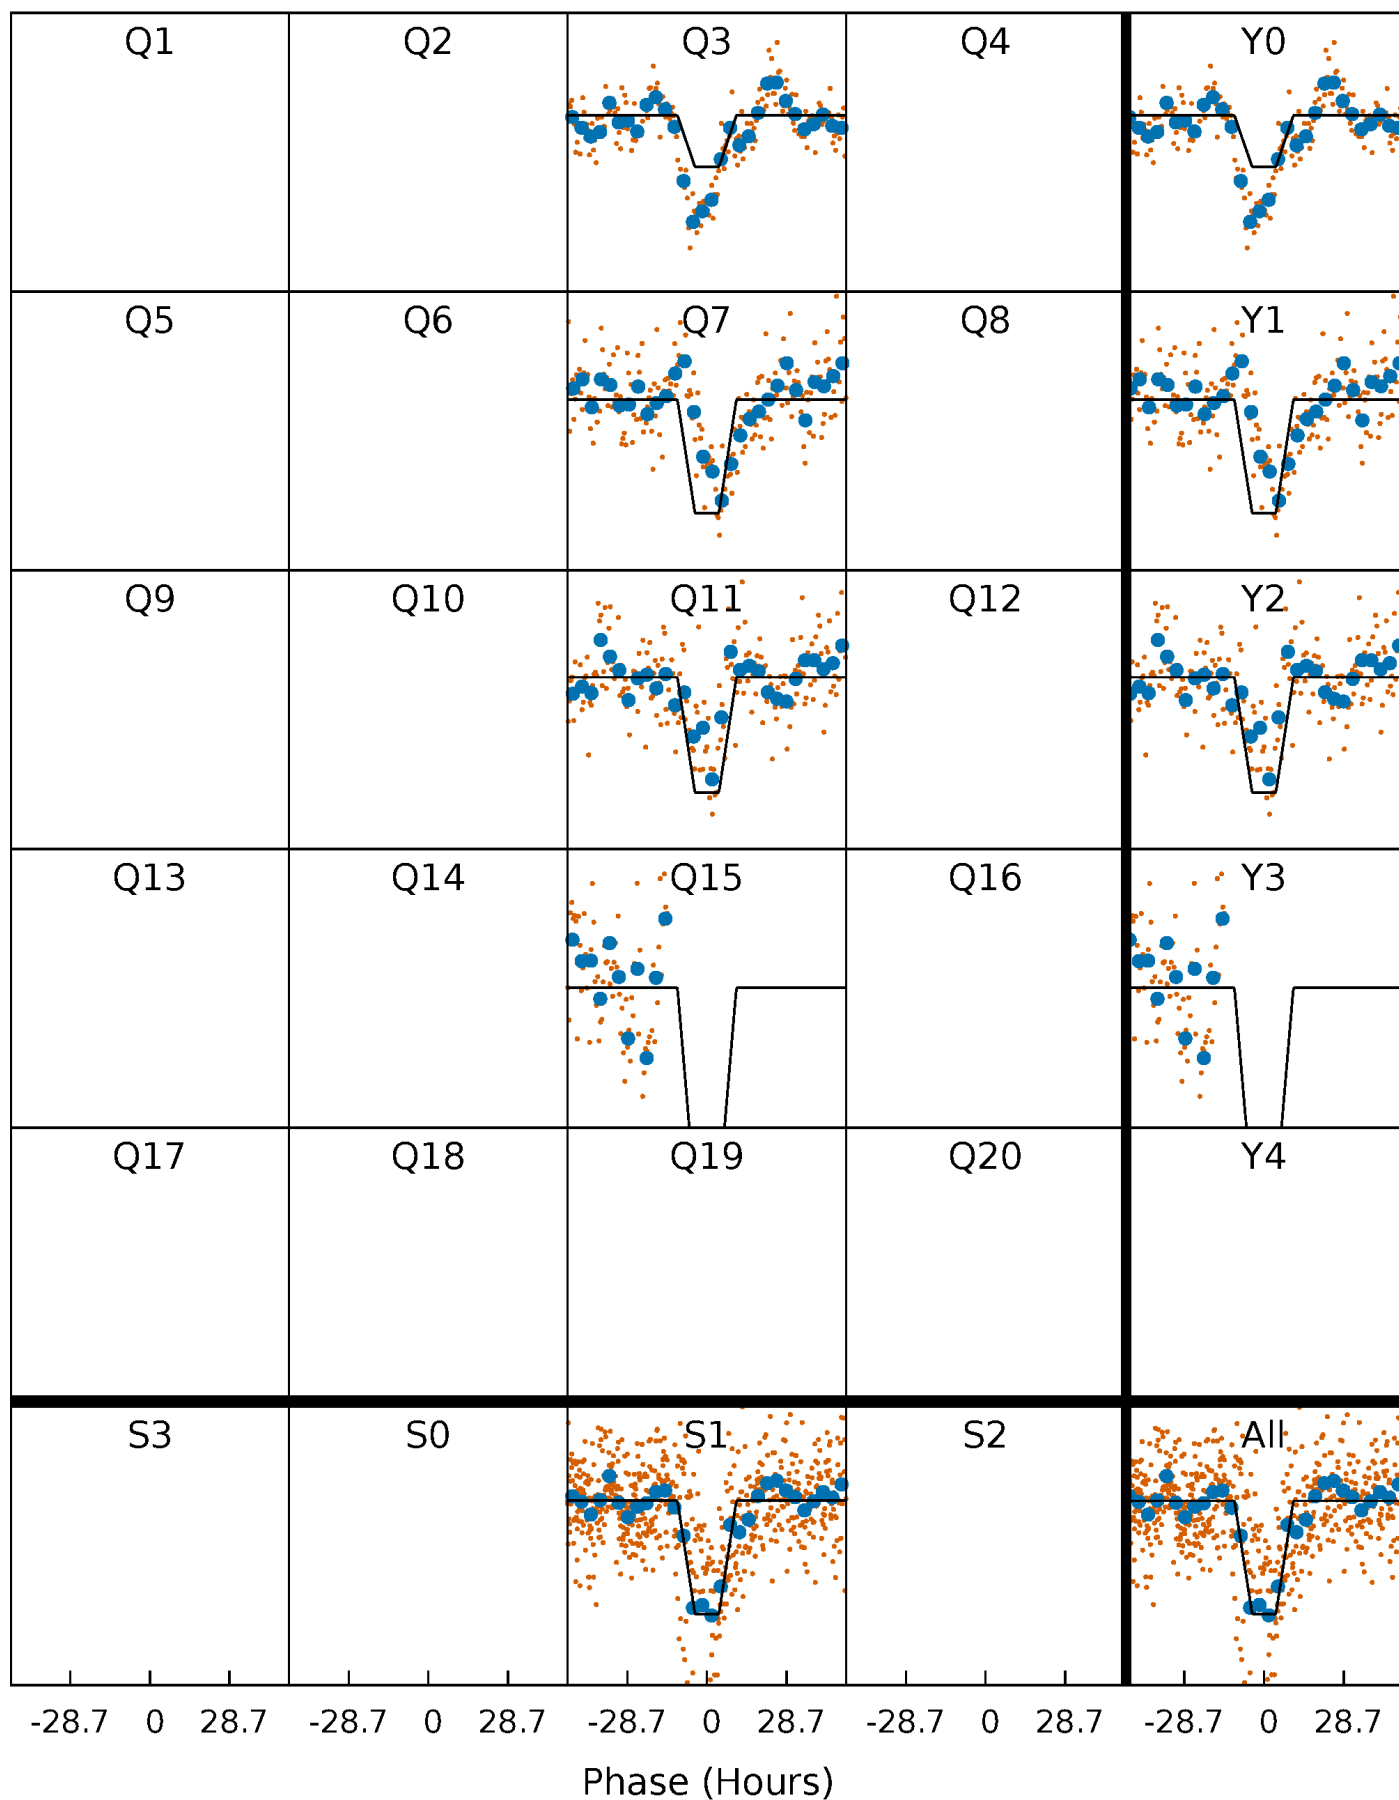 Q1 Q2 Q3 Q4 Y0
Q5 Q6 Q7 Q8 Y1
Q9 Q10 Q11 Q12 Y2
Q13 Q14 Q15 Q16 Y3
Q17 Q18 Q19 Q20 Y4
S3 S0 S1 S2 All
-28.7 0 28.7 -28.7 0 28.7 -28.7 0 28.7 -28.7 0 28.7 -28.7 0 28.7
Phase (Hours)